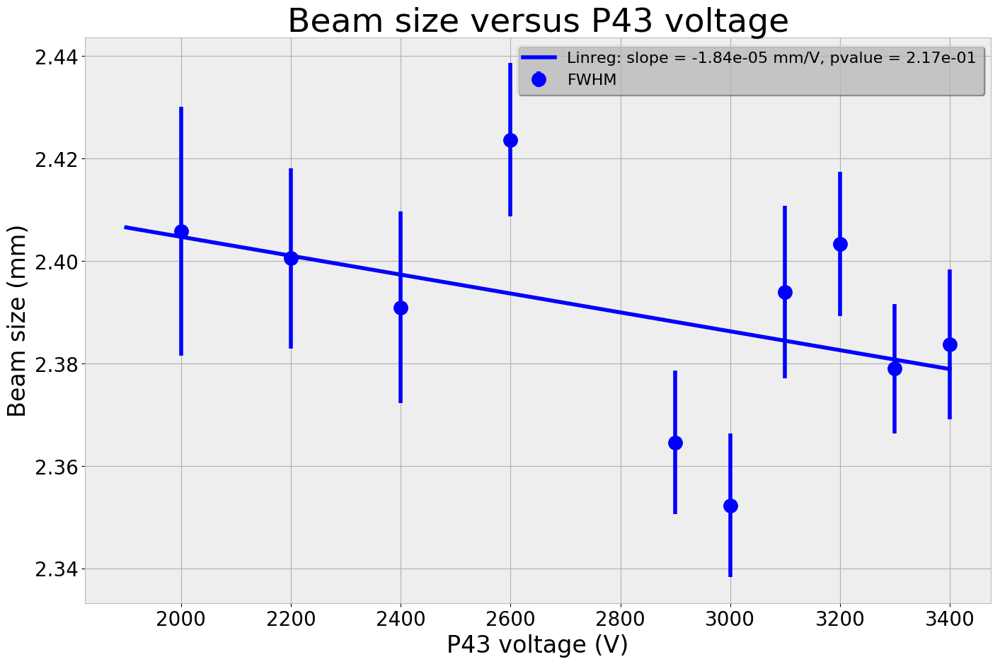 Beam size versus P43 voltage
Linreg: slope = -1.84e-05 mm/V, pvalue = 2.17e-01
FWHM
Beam size (mm)
2.44
2.42
2.40
2.38
2.36
2.34
2000 2200 2400 2600 2800 3000 3200 3400
P43 voltage (V)